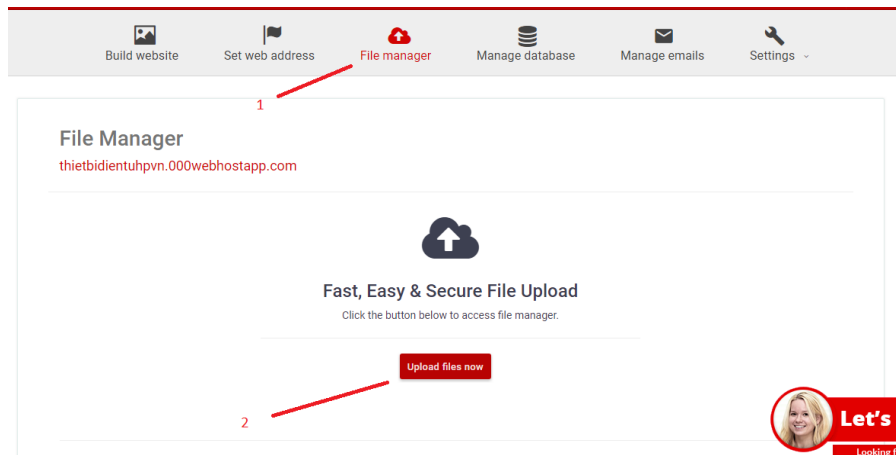 Build website Set web address File manager Manage database Manage emails Settings
1
File Manager
thietbidientuhpvn.000webhostapp.com
Fast, Easy & Secure File Upload
Click the button below to access file manager.
Upload files now
2
Let's
Looking